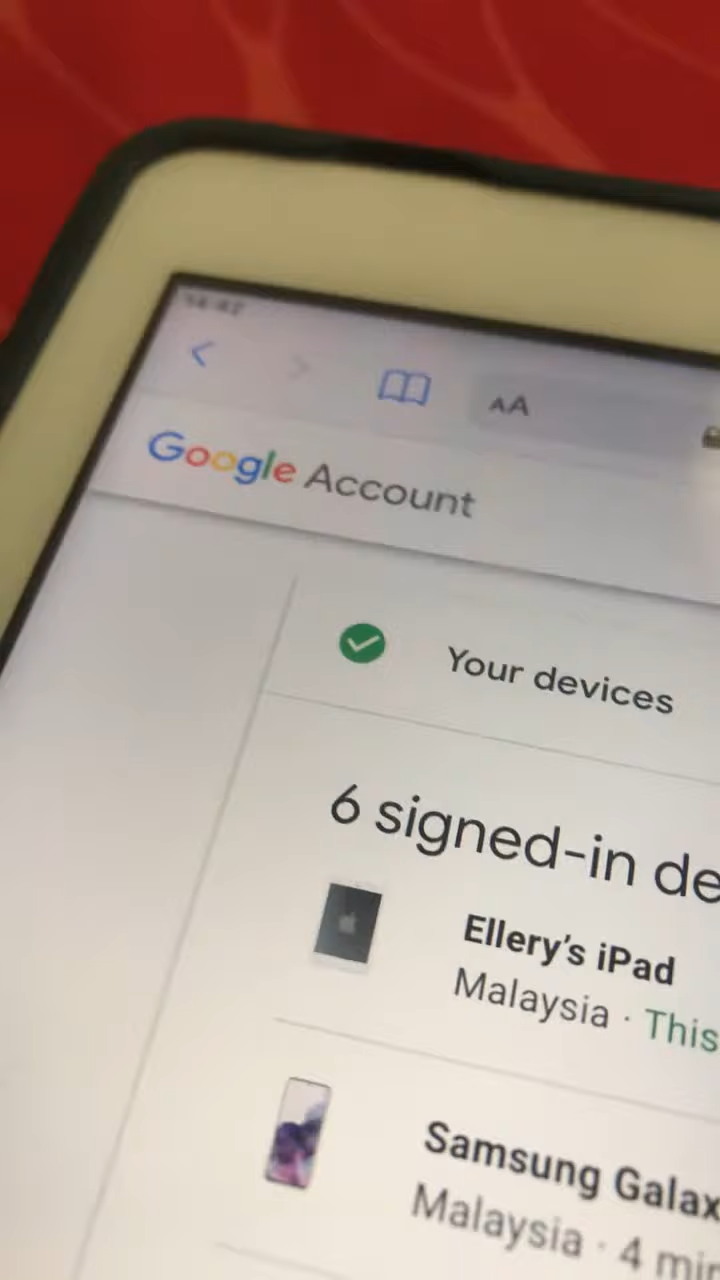 AA
Google Account
Your devices
6 signed-in de
Ellery's iPad
Malaysia · This
Samsung Galax
Malaysia · 4 min